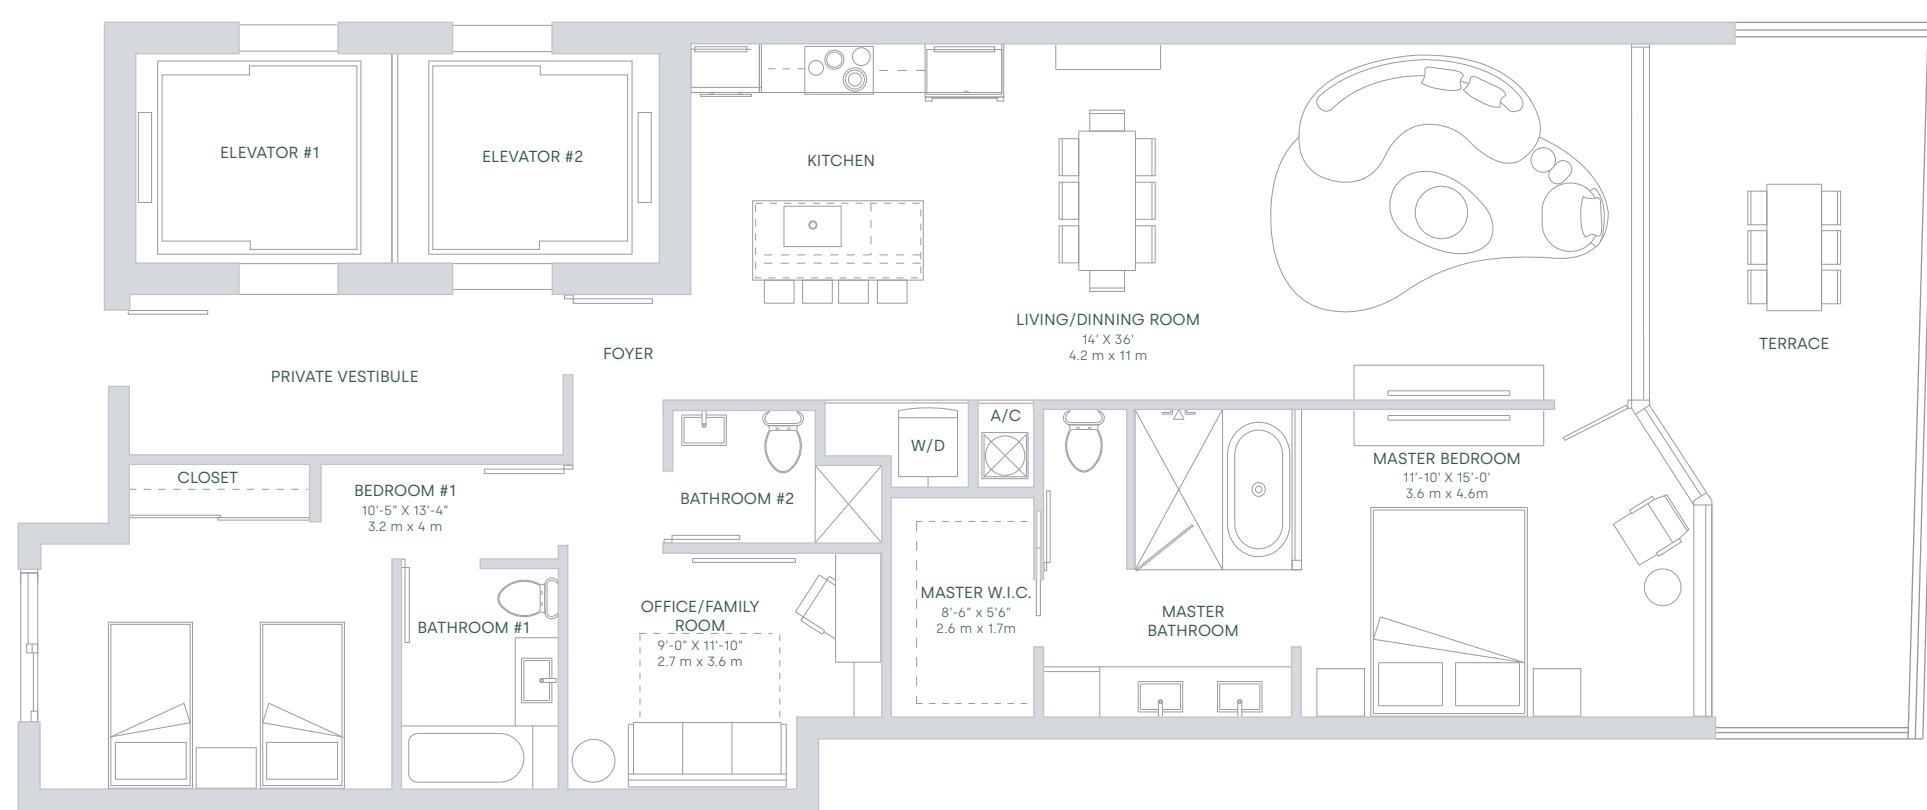 ELEVATOR #1
ELEVATOR #2
KITCHEN
LIVING/DINNING ROOM
14' X 36'
4.2 m x 11 m
TERRACE
FOYER
PRIVATE VESTIBULE
CLOSET
BEDROOM #1
10'-5" X 13'-4"
3.2 m x 4 m
BATHROOM #2
W/D
A/C
MASTER BEDROOM
11'-10' X 15'-0'
3.6 m x 4.6m
BATHROOM #1
OFFICE/FAMILY
ROOM
9'-0" X 11'-10"
2.7 m x 3.6 m
MASTER W.I.C.
8'-6" x 5'6"
2.6 m x 1.7m
MASTER
BATHROOM